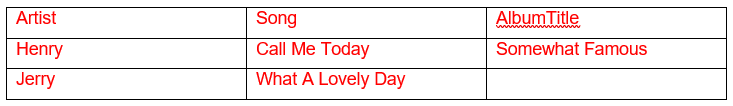 Artist Song AlbumTitle
Henry Call Me Today Somewhat Famous
Jerry What A Lovely Day